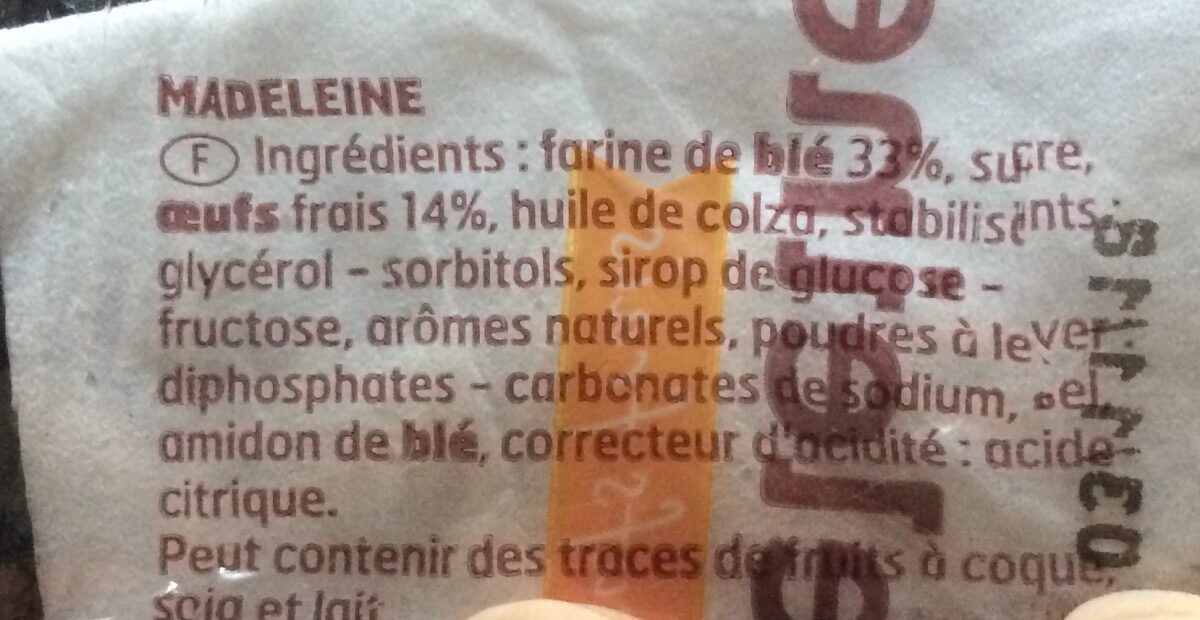 MADELEINE
F Ingrédients : farine de blé 33%, sucre,
œufs frais 14%, huile de colza, stabilisants :
glycérol - sorbitols, sirop de glucose -
fructose, arômes naturels, poudres à lever :
diphosphates - carbonates de sodium, sel,
amidon de blé, correcteur d'acidité : acide
citrique.
Peut contenir des traces de fruits à coque,
soja et lait